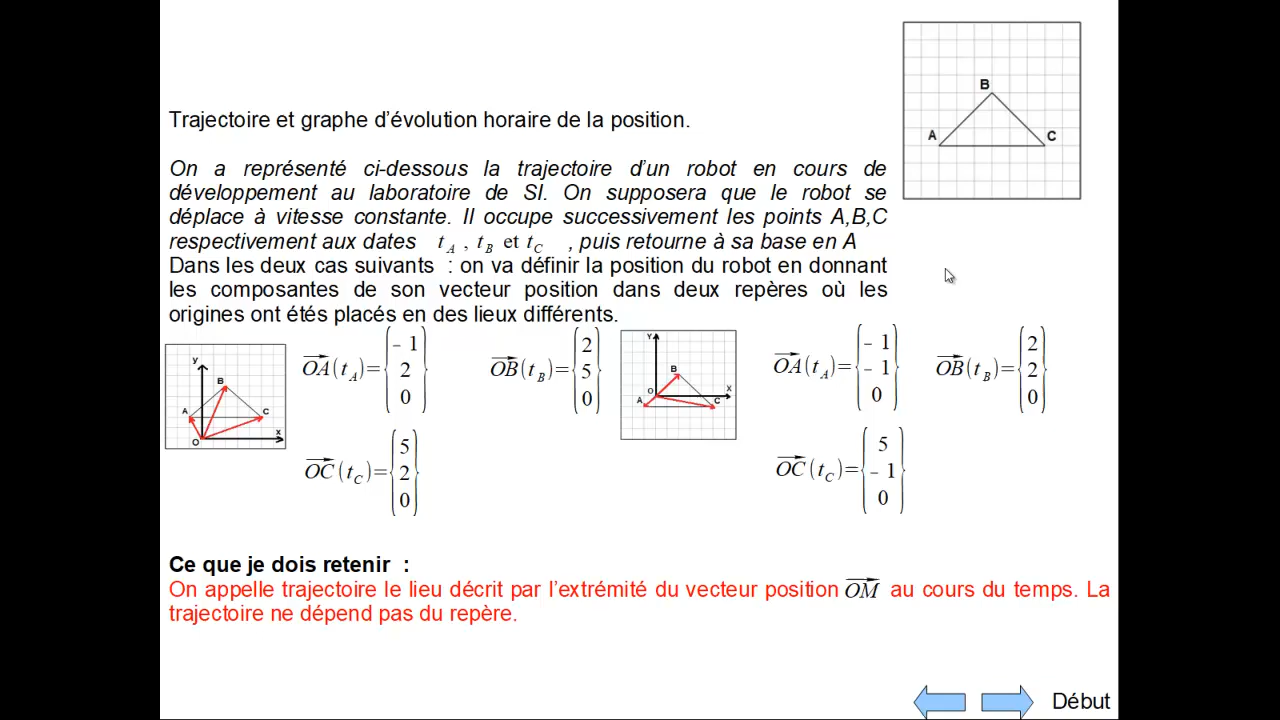 B
A
C
Trajectoire et graphe d’évolution horaire de la position.
On a représenté ci-dessous la trajectoire d’un robot en cours de
développement au laboratoire de SI. On supposera que le robot se
déplace à vitesse constante. Il occupe successivement les points A,B,C
respectivement aux dates t_A , t_B et t_C , puis retourne à sa base en A
Dans les deux cas suivants : on va définir la position du robot en donnant
les composantes de son vecteur position dans deux repères où les
origines ont étés placés en des lieux différents.
y
B
A
C
O
x
OA(t_A)={-1 2 0}
OB(t_B)={2 5 0}
OC(t_C)={5 2 0}
Y
B
O
X
A
C
OA(t_A)={-1 -1 0}
OB(t_B)={2 2 0}
OC(t_C)={5 -1 0}
Ce que je dois retenir :
On appelle trajectoire le lieu décrit par l’extrémité du vecteur position OM au cours du temps. La
trajectoire ne dépend pas du repère.
Début